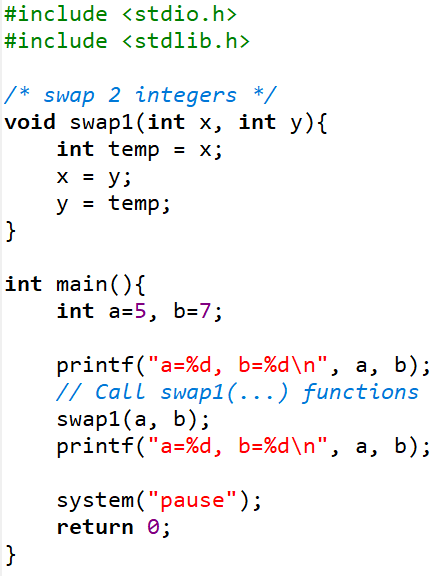 #include <stdio.h>
#include <stdlib.h>

/* swap 2 integers */
void swap1(int x, int y){
    int temp = x;
    x = y;
    y = temp;
}

int main(){
    int a=5, b=7;

    printf("a=%d, b=%d\n", a, b);
    // Call swap1(...) functions
    swap1(a, b);
    printf("a=%d, b=%d\n", a, b);

    system("pause");
    return 0;
}